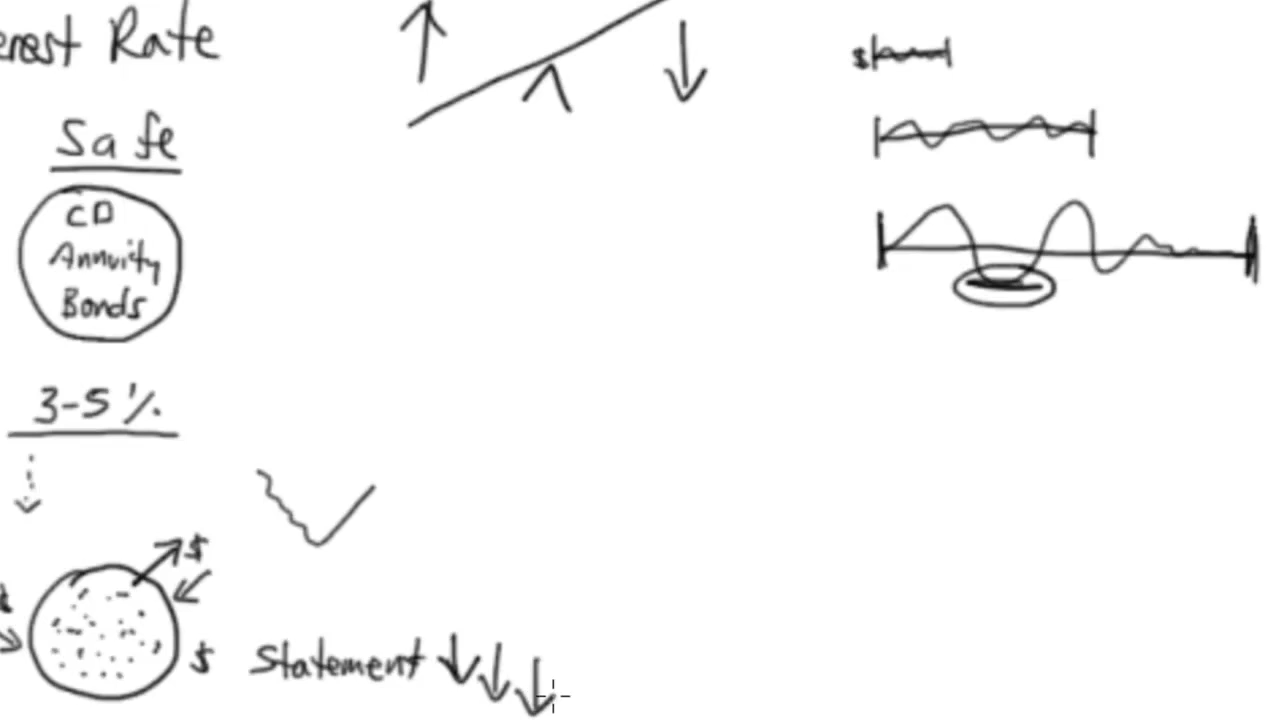 erest Rate
$
Safe
CD
Annuity
Bonds
3-5%
$
$ Statement